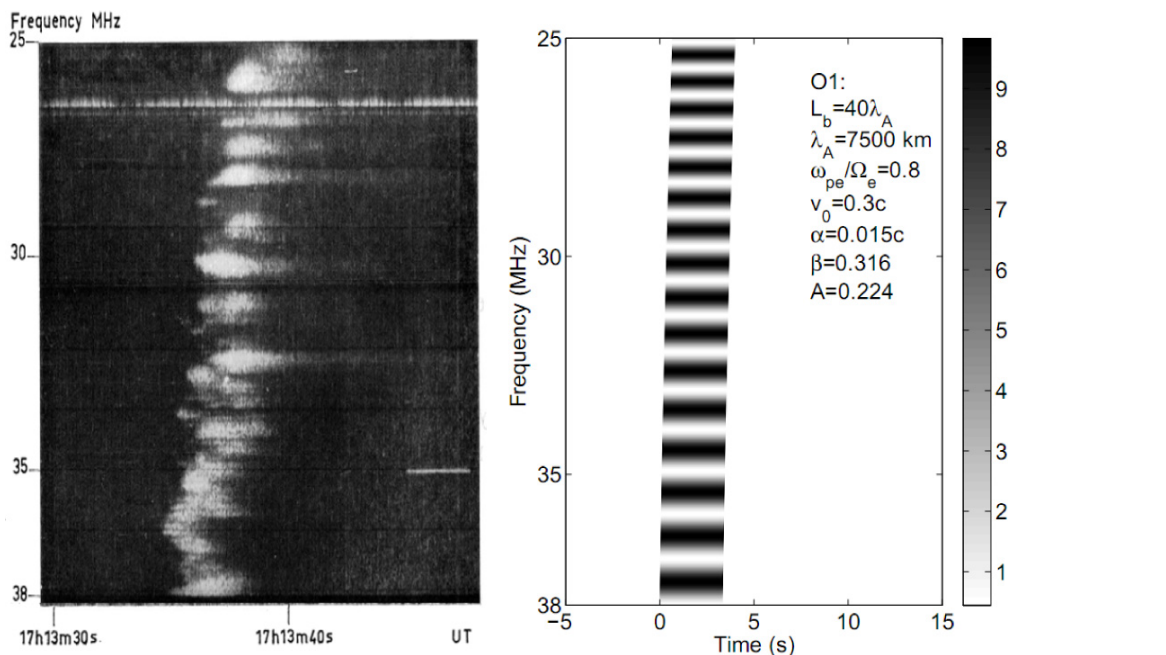 Frequency MHz
25
30
35
38
17h13m30s.
17h13m40s
UT
25
30
35
38
Frequency (MHz)
−5
0
5
10
15
Time (s)
O1:
L_b=40λ_A
λ_A=7500 km
ω_pe/Ω_e=0.8
v_0=0.3c
α=0.015c
β=0.316
A=0.224
9
8
7
6
5
4
3
2
1